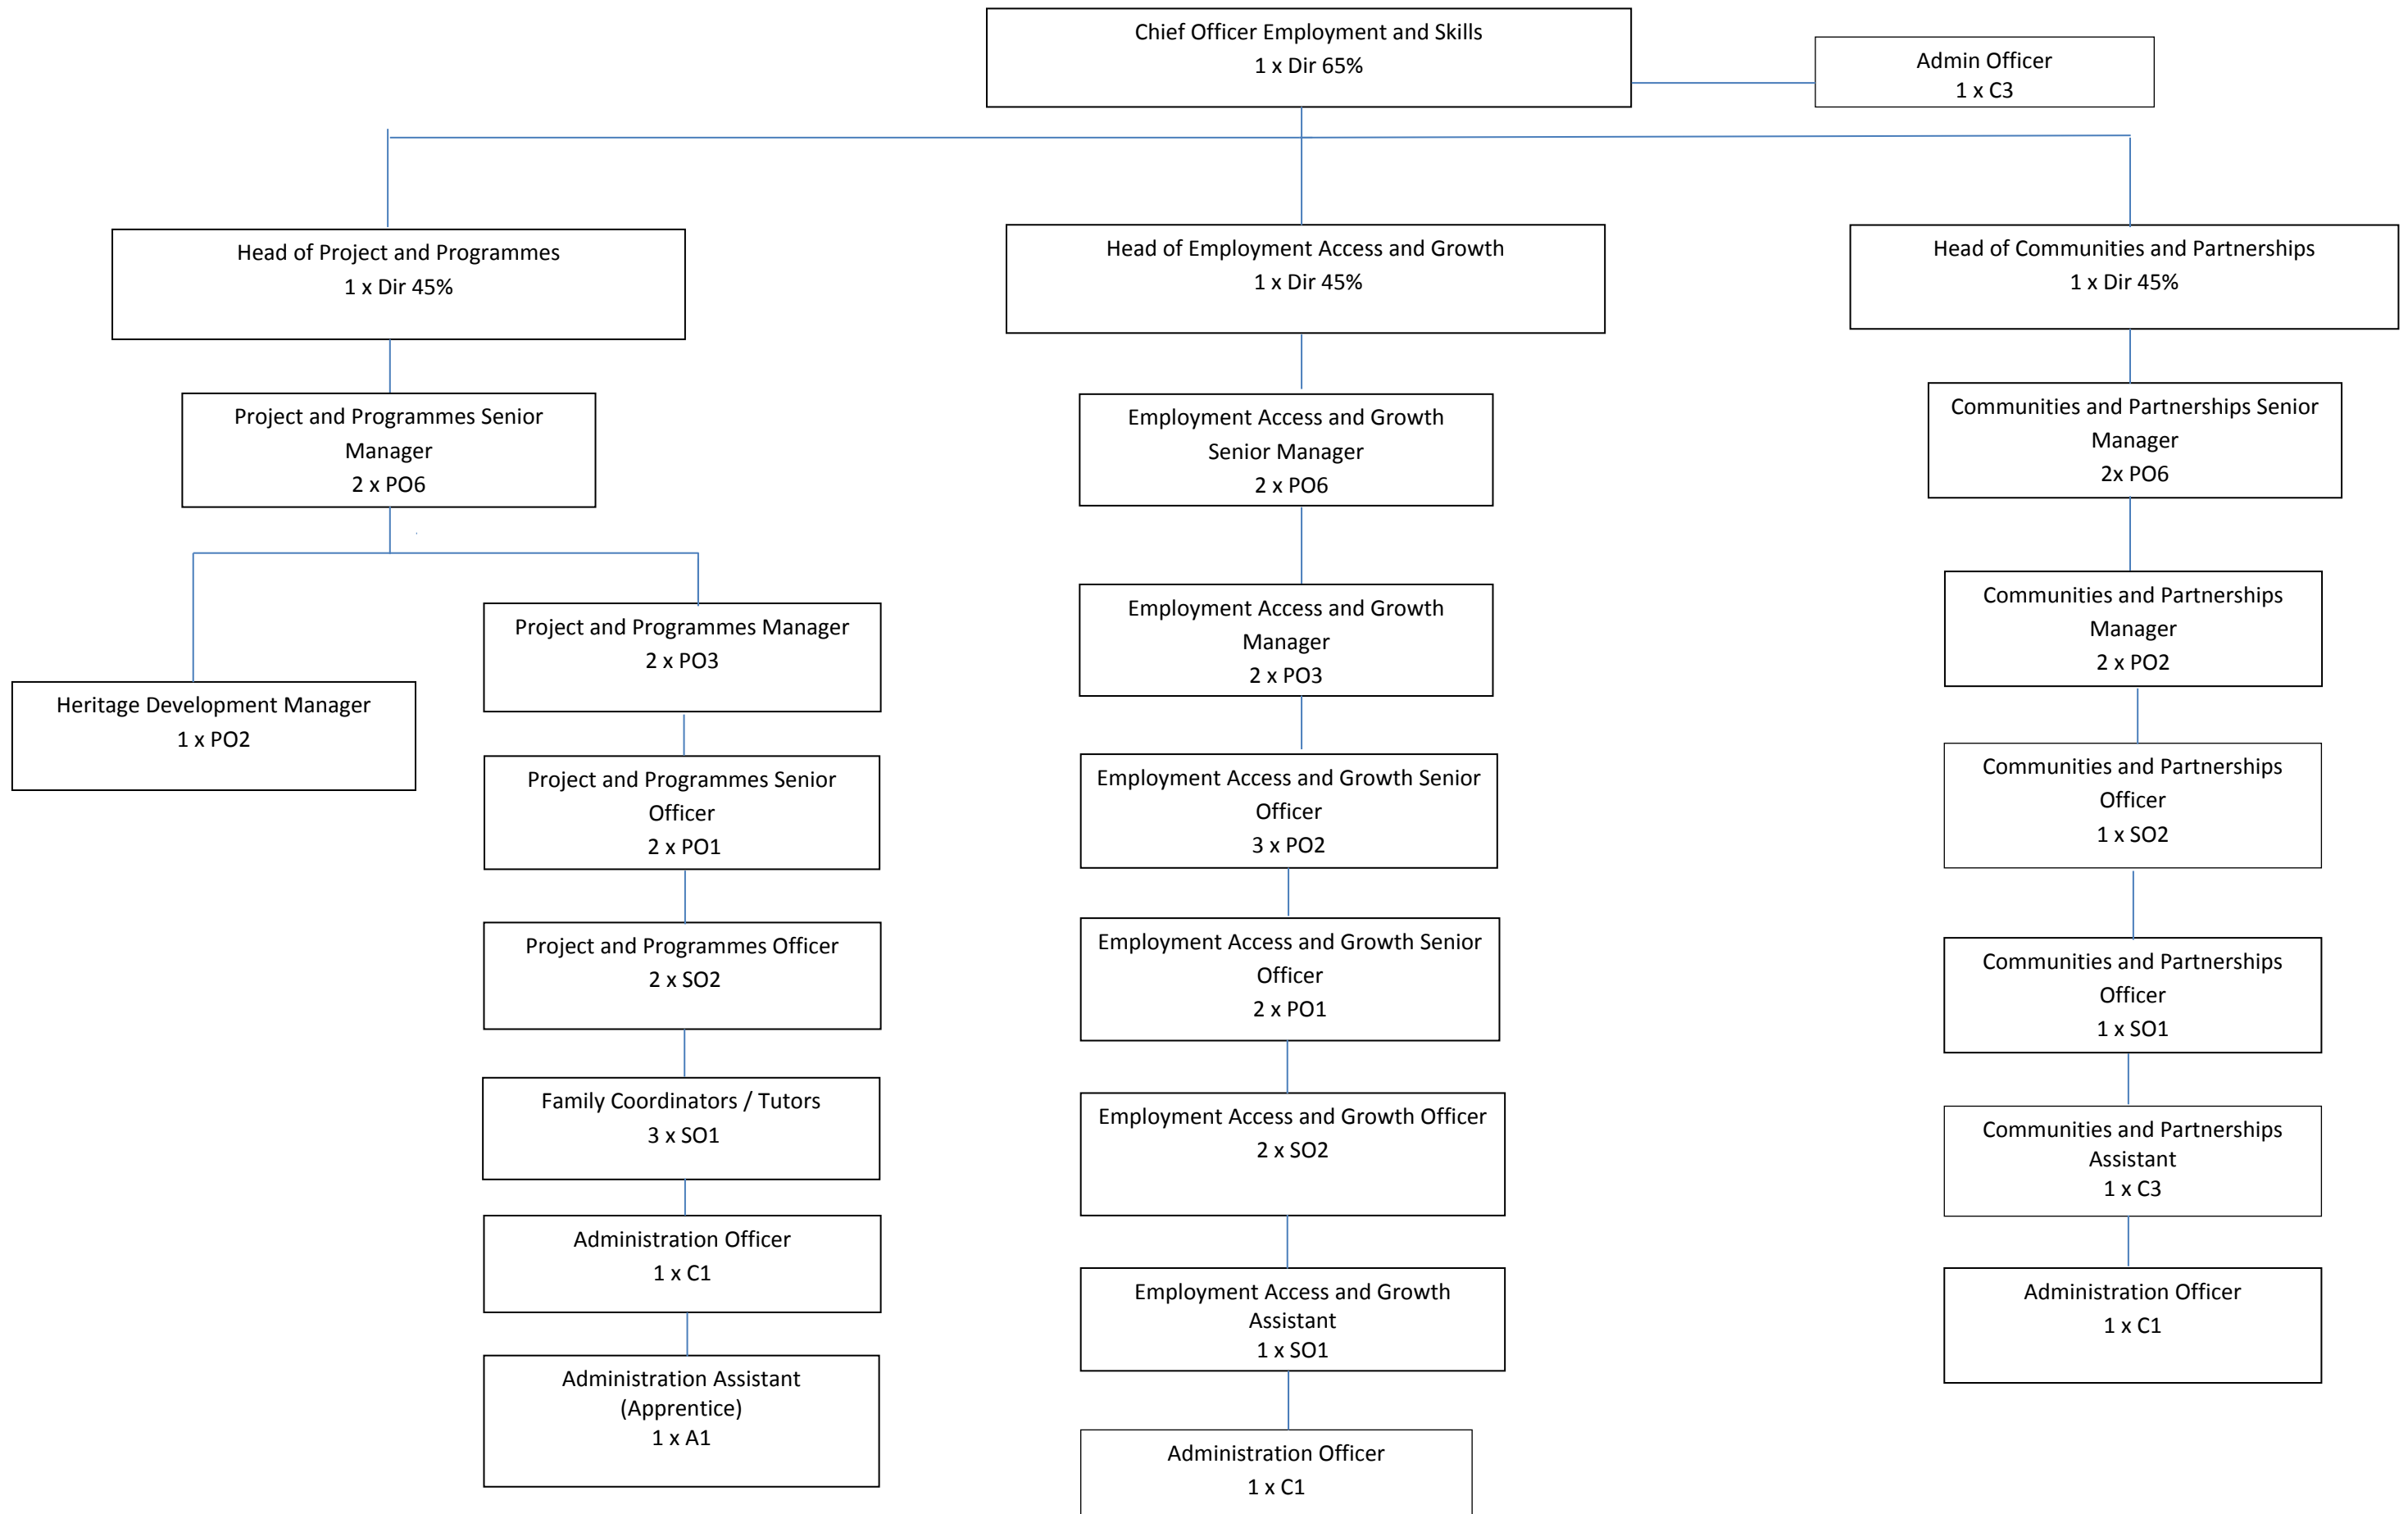 Chief Officer Employment and Skills
1 x Dir 65%
Admin Officer
1 x C3
Head of Project and Programmes
1 x Dir 45%
Head of Employment Access and Growth
1 x Dir 45%
Head of Communities and Partnerships
1 x Dir 45%
Project and Programmes Senior
Manager
2 x PO6
Employment Access and Growth
Senior Manager
2 x PO6
Communities and Partnerships Senior
Manager
2x PO6
Heritage Development Manager
1 x PO2
Project and Programmes Manager
2 x PO3
Employment Access and Growth
Manager
2 x PO3
Communities and Partnerships
Manager
2 x PO2
Project and Programmes Senior
Officer
2 x PO1
Employment Access and Growth Senior
Officer
3 x PO2
Communities and Partnerships
Officer
1 x SO2
Project and Programmes Officer
2 x SO2
Employment Access and Growth Senior
Officer
2 x PO1
Communities and Partnerships
Officer
1 x SO1
Family Coordinators / Tutors
3 x SO1
Employment Access and Growth Officer
2 x SO2
Communities and Partnerships
Assistant
1 x C3
Administration Officer
1 x C1
Employment Access and Growth
Assistant
1 x SO1
Administration Officer
1 x C1
Administration Assistant
(Apprentice)
1 x A1
Administration Officer
1 x C1